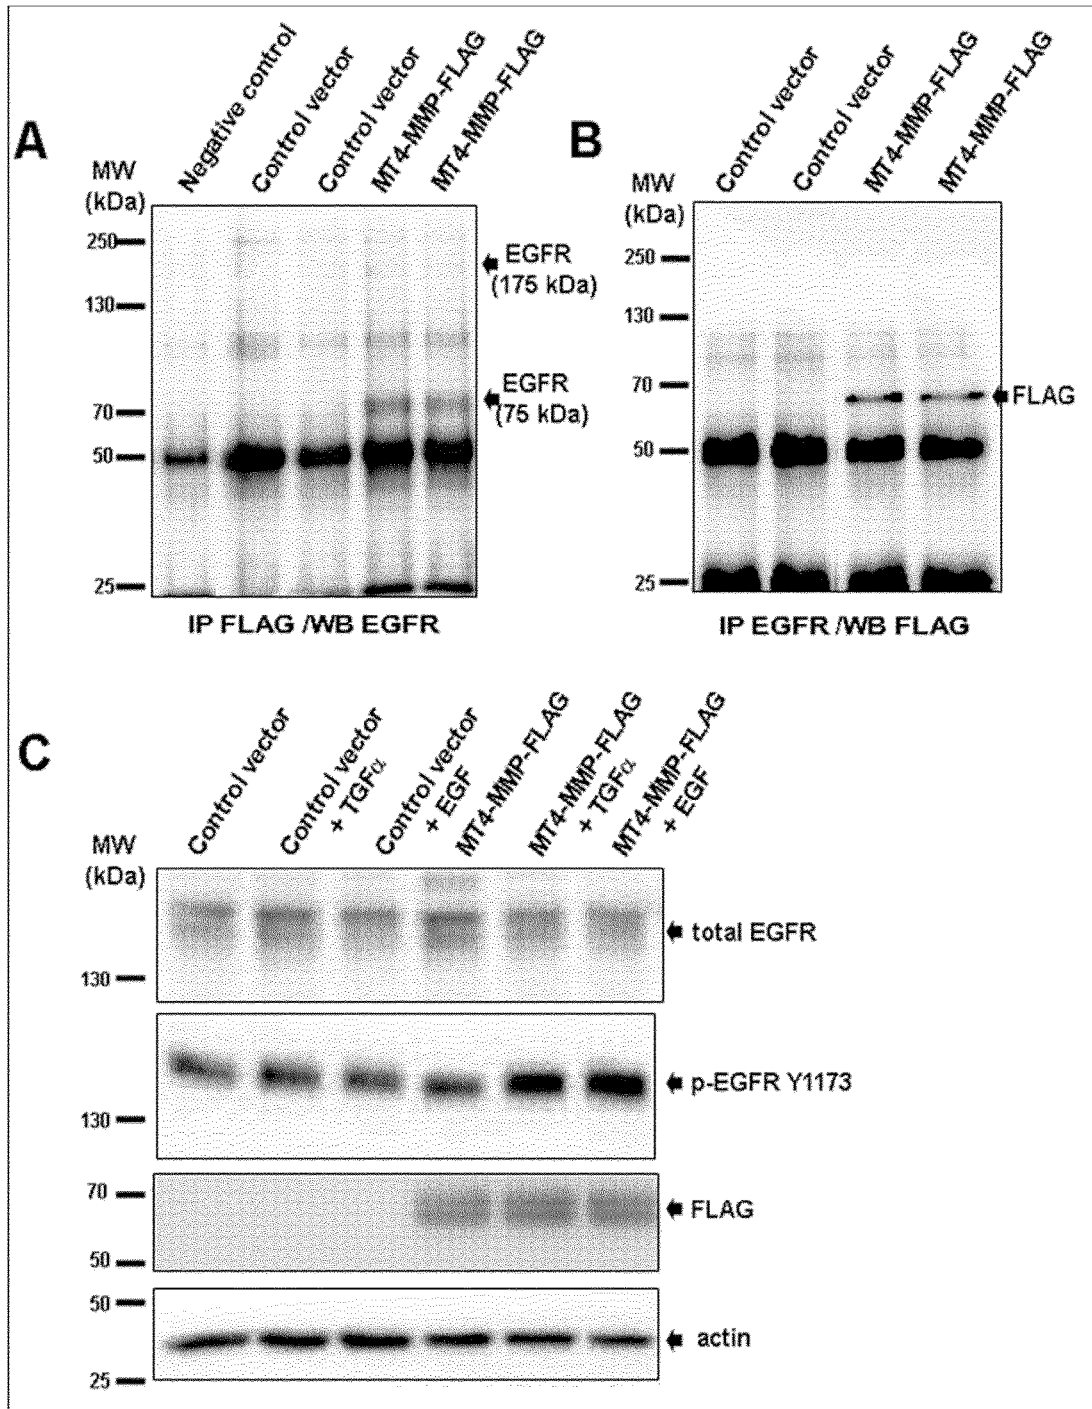 A
MW
(kDa)
Negative control
Control vector
Control vector
MT4-MMP-FLAG
MT4-MMP-FLAG
250
130
70
50
25
EGFR
(175 kDa)
EGFR
(75 kDa)
IP FLAG /WB EGFR
B
MW
(kDa)
Control vector
Control vector
MT4-MMP-FLAG
MT4-MMP-FLAG
250
130
70
50
25
FLAG
IP EGFR /WB FLAG
C
MW
(kDa)
Control vector
Control vector
+ TGFα
Control vector
+ EGF
MT4-MMP-FLAG
MT4-MMP-FLAG
+ TGFα
MT4-MMP-FLAG
+ EGF
130
total EGFR
130
p-EGFR Y1173
70
50
FLAG
50
25
actin